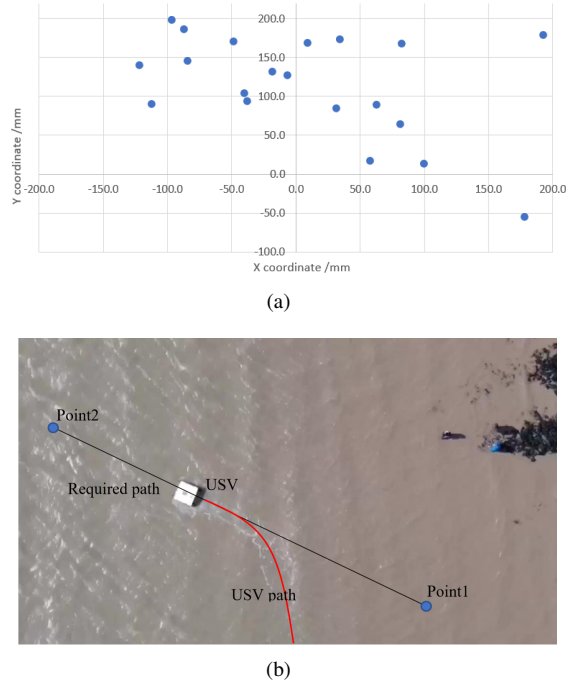 200.0
150.0
100.0
50.0
0.0
-200.0 -150.0 -100.0 -50.0 0.0 50.0 100.0 150.0 200.0
-50.0
-100.0
Y coordinate /mm
X coordinate /mm
(a)
Point2
Required path
USV
USV path
Point1
(b)